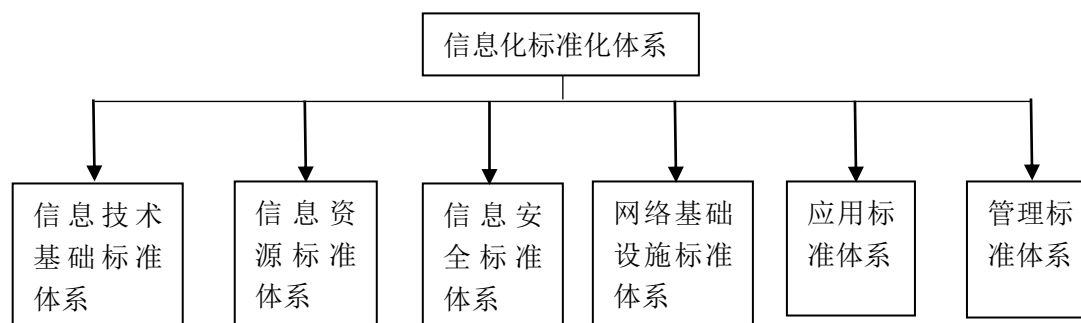 信息化标准化体系
信息技术
基础标准
体系
信息资
源标准
体系
信息安
全标准
体系
网络基础
设施标准
体系
应用标
准体系
管理标
准体系